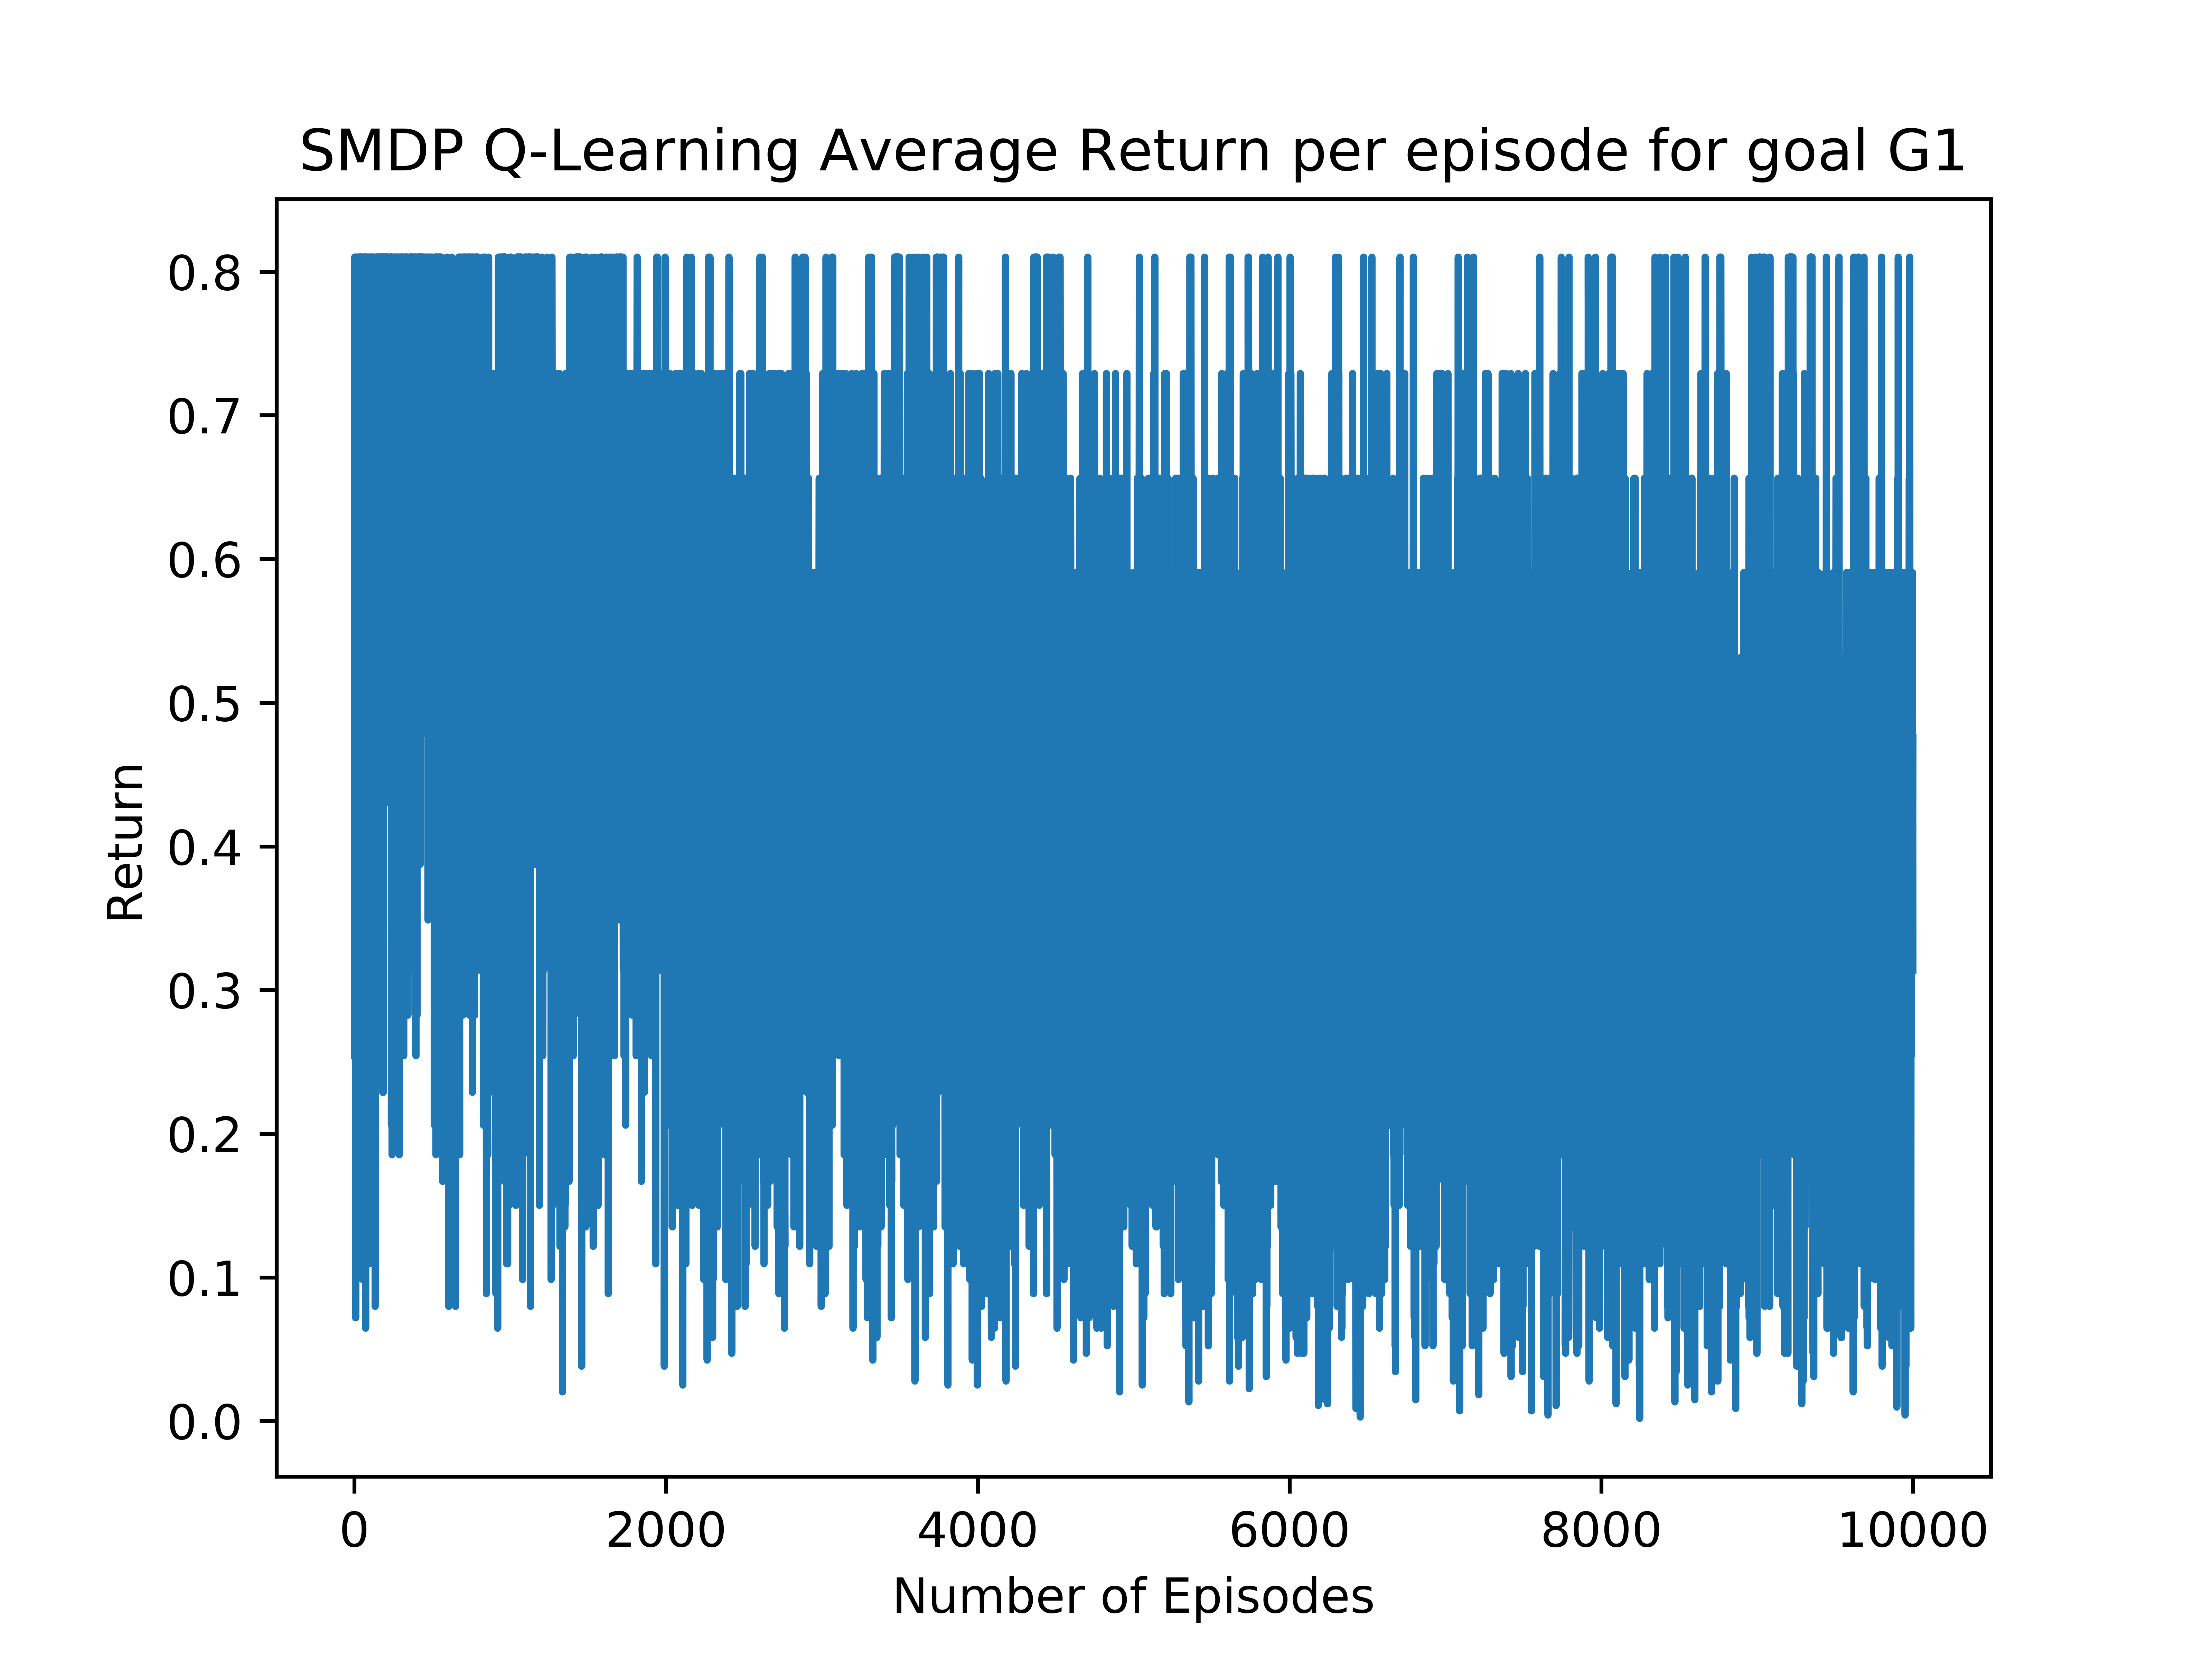 SMDP Q-Learning Average Return per episode for goal G1
0.8
0.7
0.6
0.5
0.4
0.3
0.2
0.1
0.0
Return
0 2000 4000 6000 8000 10000
Number of Episodes